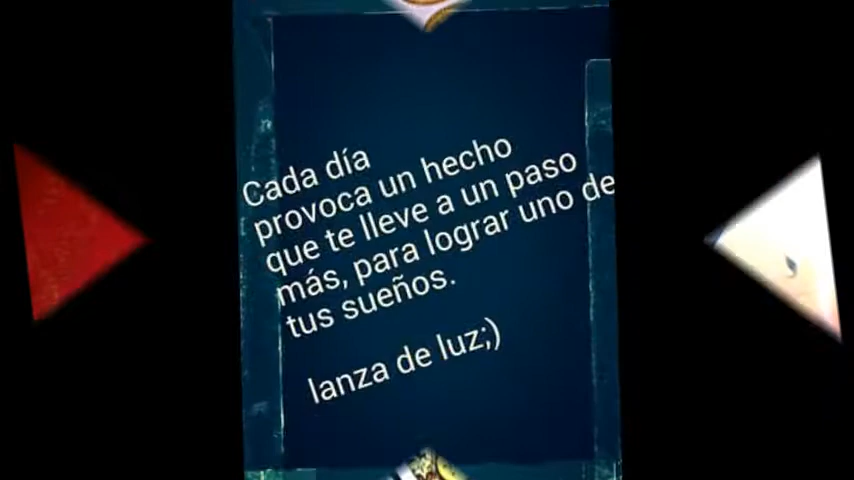 Cada día
provoca un hecho
que te lleve a un paso
más, para lograr uno de
tus sueños.
lanza de luz;)